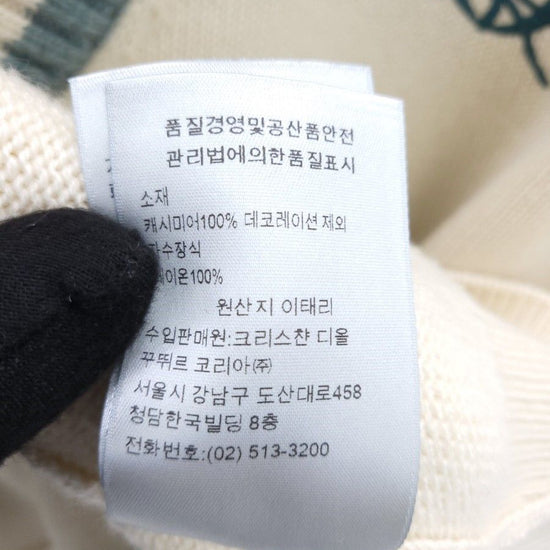 품질경영및공산품안전
관리법에의한품질표시
소재
캐시미어100% 데코레이션 제외
수장식
이온100%
원산지 이태리
수입판매원:크리스챤 디올
꾸뛰르 코리아㈜
서울시 강남구 도산대로458
청담한국빌딩 8층
전화번호:(02) 513-3200